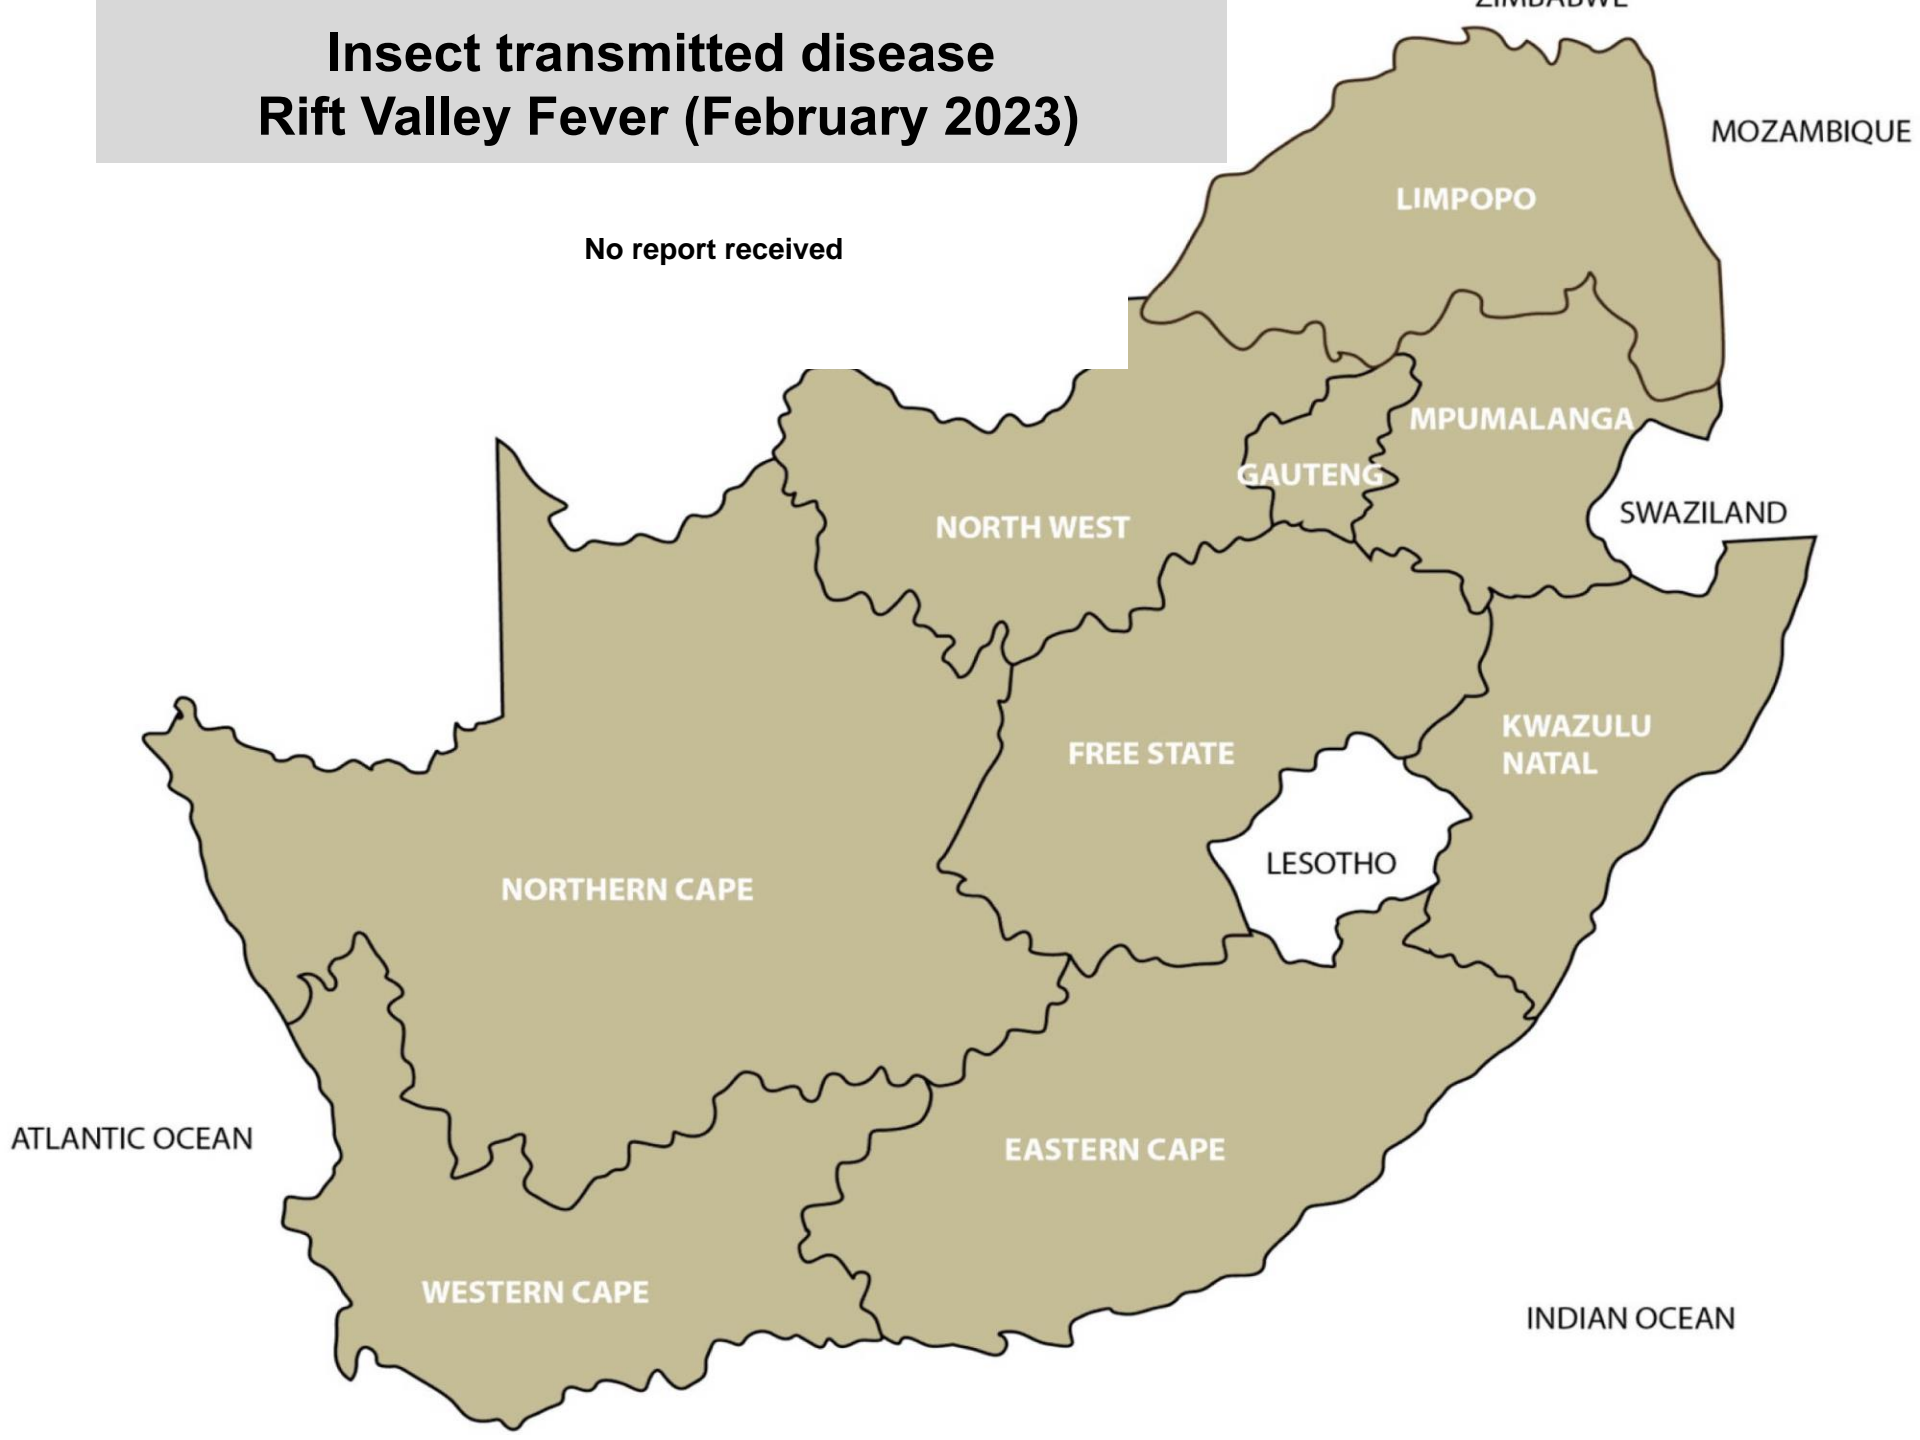 ZIMBABWE
Insect transmitted disease
Rift Valley Fever (February 2023)
MOZAMBIQUE
LIMPOPO
No report received
MPUMALANGA
GAUTENG
SWAZILAND
NORTH WEST
KWAZULU
NATAL
FREE STATE
LESOTHO
NORTHERN CAPE
ATLANTIC OCEAN
EASTERN CAPE
WESTERN CAPE
INDIAN OCEAN